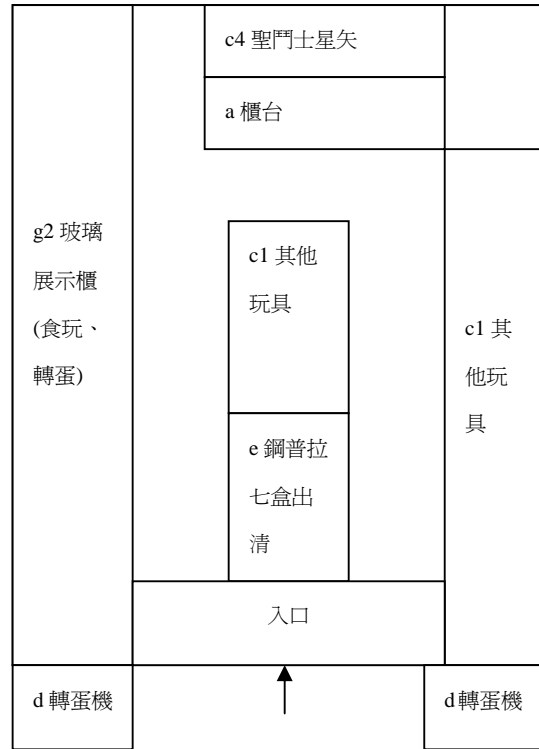 c4 聖鬥士星矢
a 櫃台
g2 玻璃
展示櫃
(食玩、
轉蛋)
c1 其他
玩具
c1 其
他玩
具
e 鋼普拉
七盒出
清
入口
d 轉蛋機
d 轉蛋機